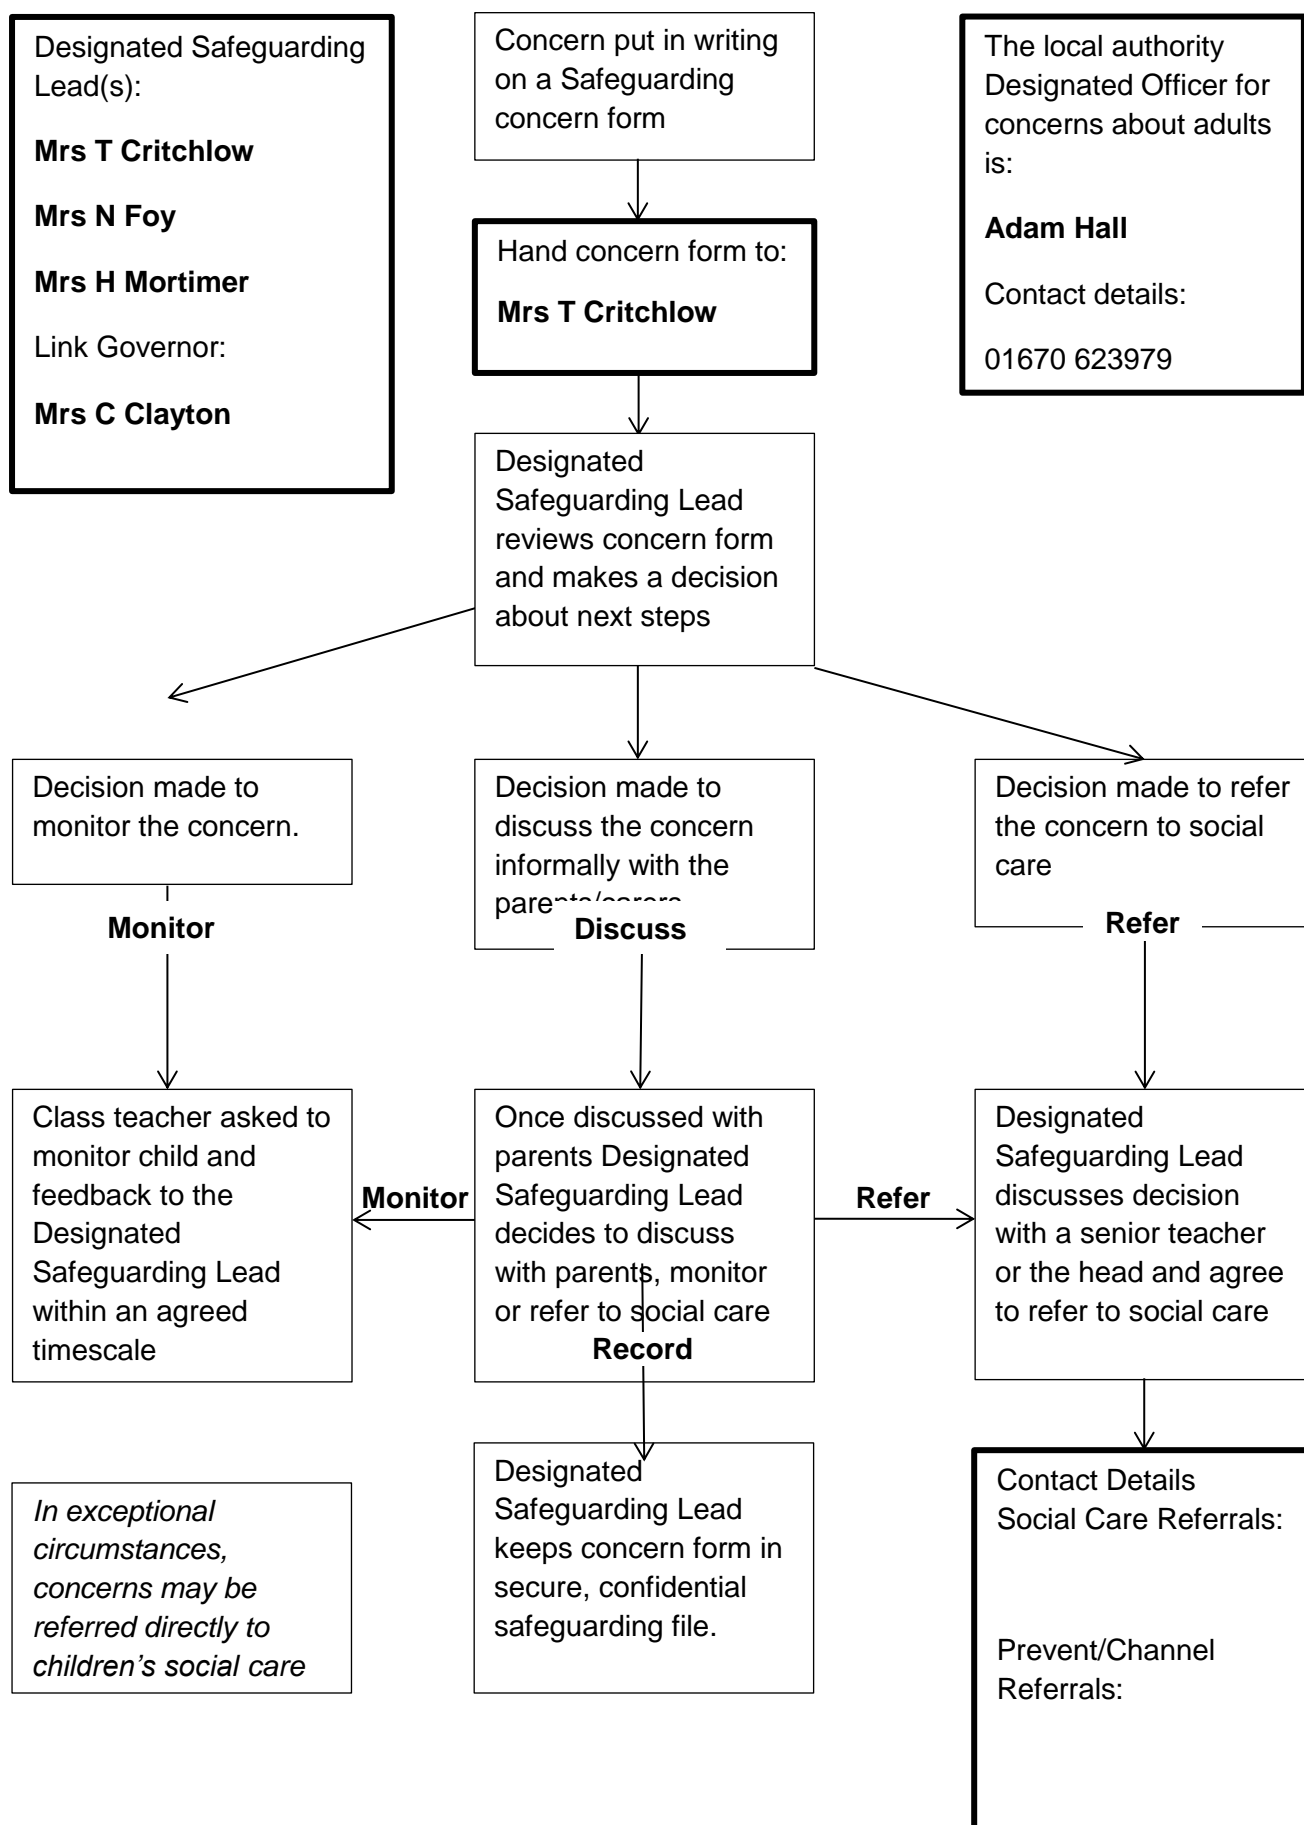 Designated Safeguarding
Lead(s):
Mrs T Critchlow
Mrs N Foy
Mrs H Mortimer
Link Governor:
Mrs C Clayton
Concern put in writing
on a Safeguarding
concern form
Hand concern form to:
Mrs T Critchlow
The local authority
Designated Officer for
concerns about adults
is:
Adam Hall
Contact details:
01670 623979
Designated
Safeguarding Lead
reviews concern form
and makes a decision
about next steps
Decision made to
monitor the concern.
Monitor
Decision made to
discuss the concern
informally with the
parents/carers
Discuss
Decision made to refer
the concern to social
care
Refer
Class teacher asked to
monitor child and
feedback to the
Designated
Safeguarding Lead
within an agreed
timescale
Monitor
Once discussed with
parents Designated
Safeguarding Lead
decides to discuss
with parents, monitor
or refer to social care
Record
Refer
Designated
Safeguarding Lead
discusses decision
with a senior teacher
or the head and agree
to refer to social care
In exceptional
circumstances,
concerns may be
referred directly to
children’s social care
Designated
Safeguarding Lead
keeps concern form in
secure, confidential
safeguarding file.
Contact Details
Social Care Referrals:
Prevent/Channel
Referrals: